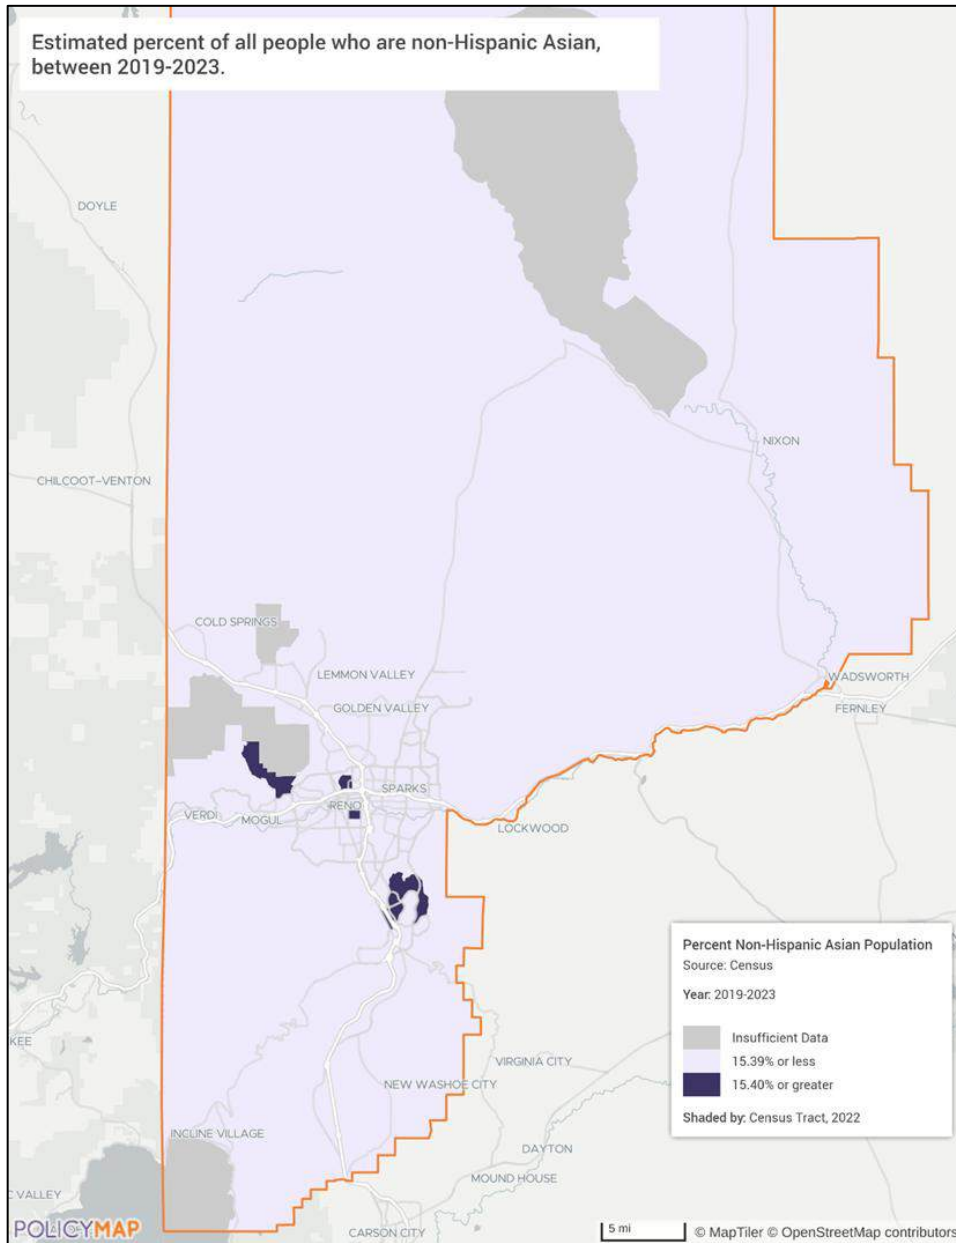 Estimated percent of all people who are non-Hispanic Asian,
between 2019-2023.
DOYLE
NIXON
CHILCOOT-VENTON
COLD SPRINGS
LEMMON VALLEY
WADSWORTH
GOLDEN VALLEY
FERNLEY
SPARKS
RENO
VERDI
MOGUL
LOCKWOOD
Percent Non-Hispanic Asian Population
Source: Census
Year: 2019-2023
Insufficient Data
15.39% or less
15.40% or greater
Shaded by: Census Tract, 2022
KEE
VIRGINIA CITY
NEW WASHOE CITY
INCLINE VILLAGE
DAYTON
MOUND HOUSE
C VALLEY
CARSON CITY
POLICYMAP
5 mi
© MapTiler © OpenStreetMap contributors